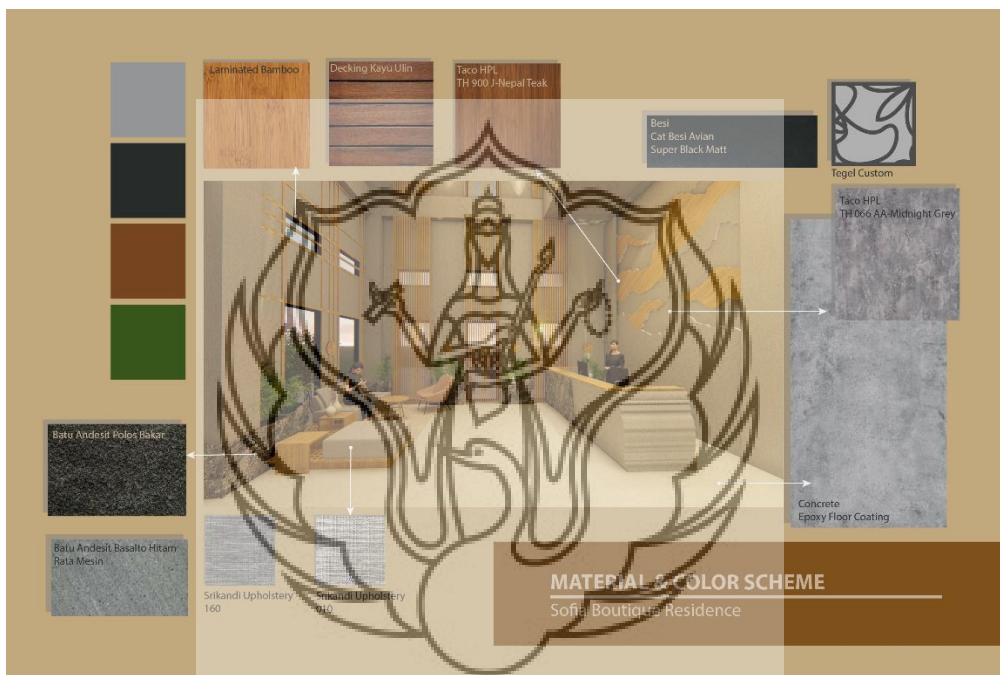 Laminated Bamboo
Decking Kayu Ulin
Taco HPL
TH 900 J-Nepal Teak
Besi
Cat Besi Avian
Super Black Matt
Tegel Custom
Taco HPL
TH 066 AA-Midnight Grey
Batu Andesit Polos Bakar
Concrete
Epoxy Floor Coating
Batu Andesit Basalto Hitam
Rata Mesin
Srikandi Upholstery
160
Srikandi Upholstery
010
MATERIAL & COLOR SCHEME
Sofia Boutique Residence